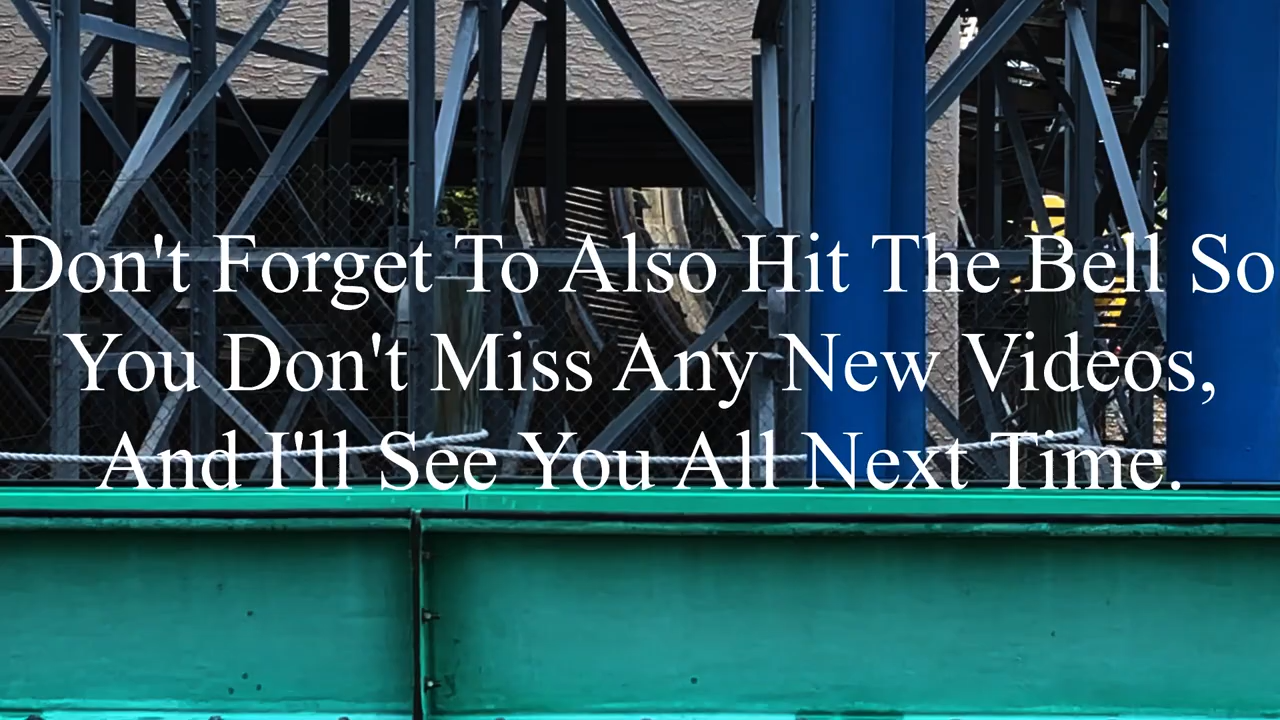 Don't Forget To Also Hit The Bell So
You Don't Miss Any New Videos,
And I'll See You All Next Time.